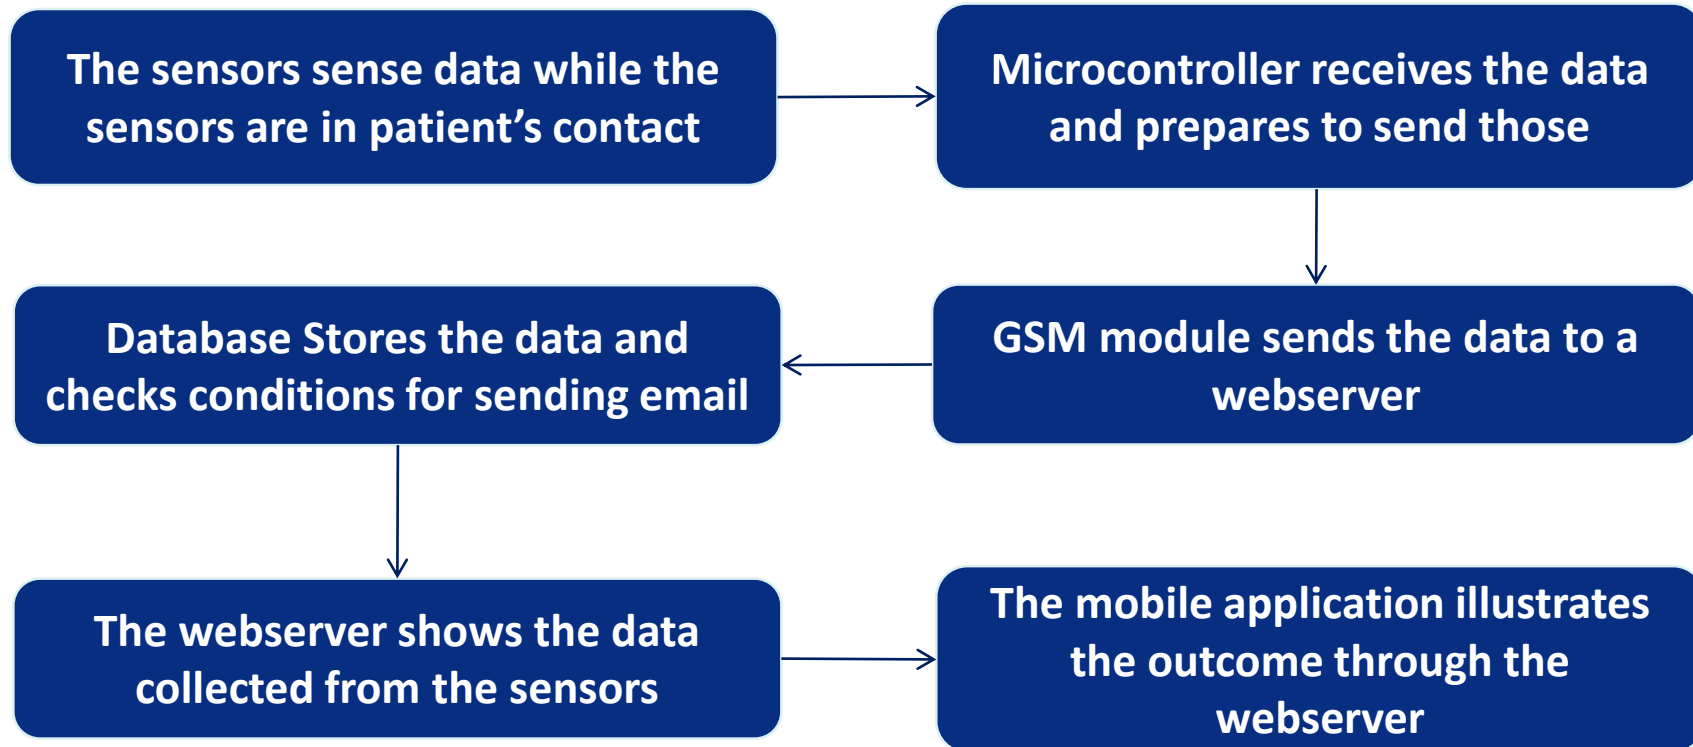 The sensors sense data while the
sensors are in patient’s contact
Microcontroller receives the data
and prepares to send those
GSM module sends the data to a
webserver
Database Stores the data and
checks conditions for sending email
The webserver shows the data
collected from the sensors
The mobile application illustrates
the outcome through the
webserver